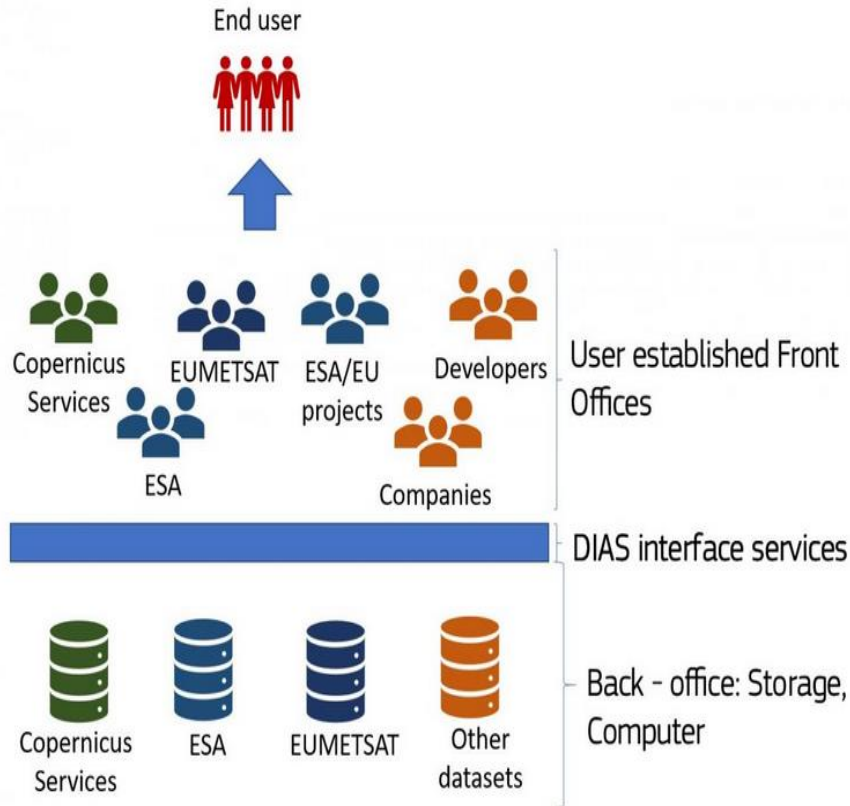 End user
Copernicus
Services
EUMETSAT
ESA/EU
projects
Developers
ESA
Companies
User established Front
Offices
DIAS interface services
Copernicus
Services
ESA
EUMETSAT
Other
datasets
Back - office: Storage,
Computer